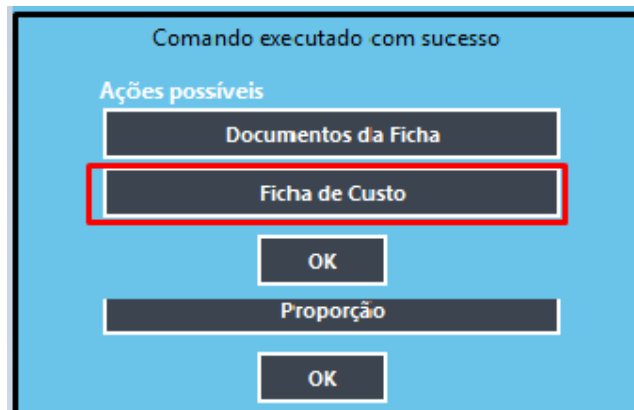 Comando executado com sucesso
Ações possíveis
Documentos da Ficha
Ficha de Custo
OK
Proporção
OK